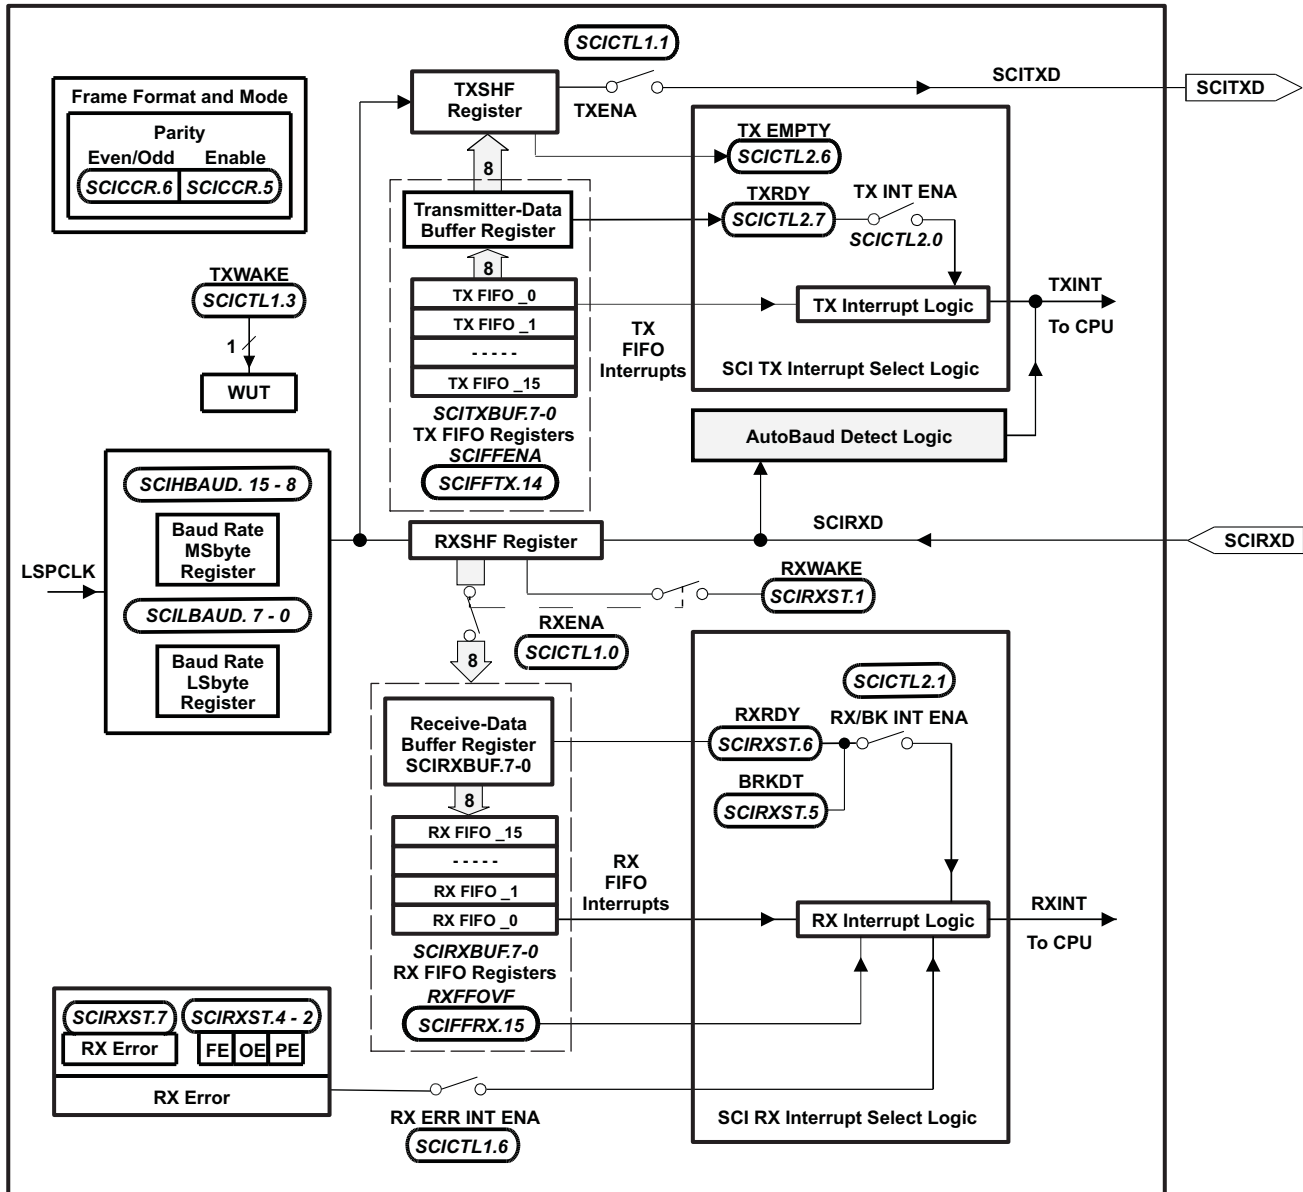 SCICTL1.1
Frame Format and Mode
Parity
Even/Odd Enable
SCICCR.6 SCICCR.5
TXSHF
Register
TXENA
SCITXD
SCITXD
TX EMPTY
SCICTL2.6
8
Transmitter-Data
Buffer Register
TXRDY
SCICTL2.7
TX INT ENA
SCICTL2.0
8
TXWAKE
SCICTL1.3
1
WUT
TX FIFO _0
TX FIFO _1
- - - - -
TX FIFO _15
SCITXBUF.7-0
TX FIFO Registers
SCIFFENA
SCIFFTX.14
TX
FIFO
Interrupts
TX Interrupt Logic
TXINT
To CPU
SCI TX Interrupt Select Logic
AutoBaud Detect Logic
LSPCLK
SCIHBAUD. 15 - 8
Baud Rate
MSbyte
Register
SCILBAUD. 7 - 0
Baud Rate
LSbyte
Register
RXSHF Register
SCIRXD
SCIRXD
RXWAKE
SCIRXST.1
RXENA
SCICTL1.0
8
Receive-Data
Buffer Register
SCIRXBUF.7-0
8
RX FIFO _15
- - - - -
RX FIFO _1
RX FIFO _0
SCIRXBUF.7-0
RX FIFO Registers
RXFFOVF
SCIFFRX.15
RX
FIFO
Interrupts
SCICTL2.1
RXRDY
RX/BK INT ENA
SCIRXST.6
BRKDT
SCIRXST.5
RX Interrupt Logic
RXINT
To CPU
SCI RX Interrupt Select Logic
SCIRXST.7 SCIRXST.4 - 2
RX Error FE OE PE
RX Error
RX ERR INT ENA
SCICTL1.6